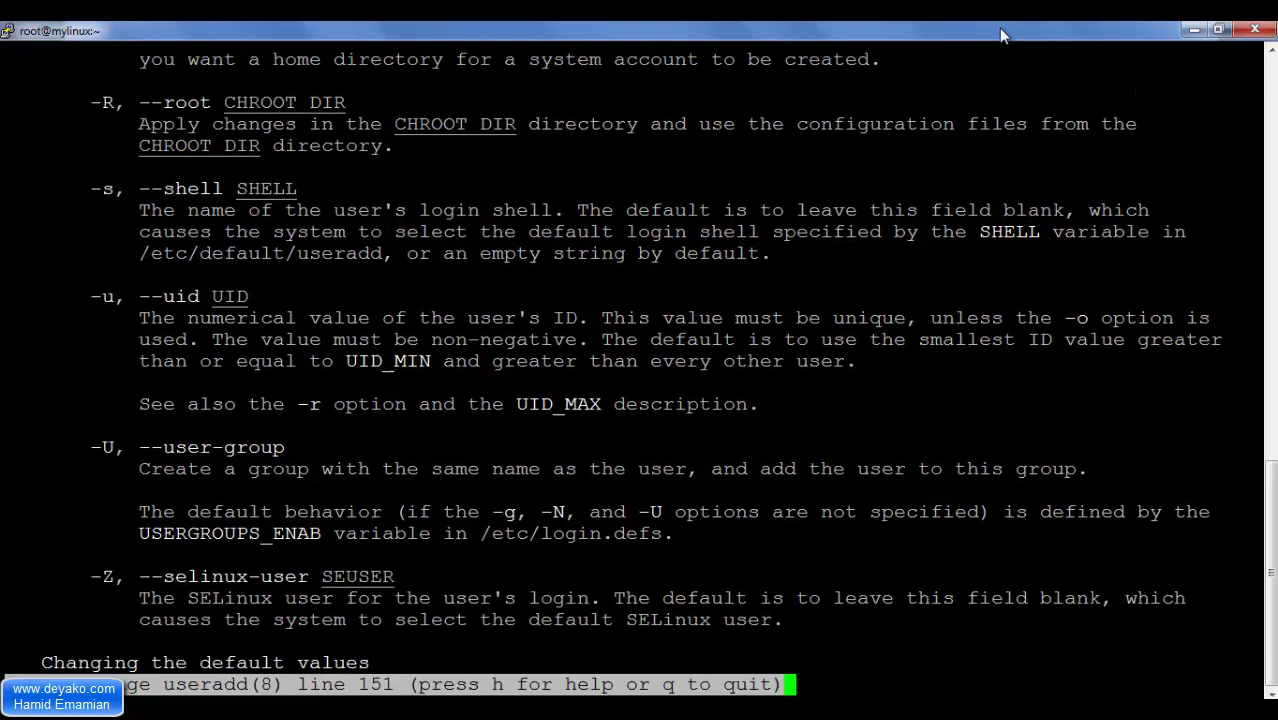 root@mylinux:~
you want a home directory for a system account to be created.
-R, --root CHROOT_DIR
Apply changes in the CHROOT_DIR directory and use the configuration files from the
CHROOT_DIR directory.
-s, --shell SHELL
The name of the user's login shell. The default is to leave this field blank, which
causes the system to select the default login shell specified by the SHELL variable in
/etc/default/useradd, or an empty string by default.
-u, --uid UID
The numerical value of the user's ID. This value must be unique, unless the -o option is
used. The value must be non-negative. The default is to use the smallest ID value greater
than or equal to UID_MIN and greater than every other user.
See also the -r option and the UID_MAX description.
-U, --user-group
Create a group with the same name as the user, and add the user to this group.
The default behavior (if the -g, -N, and -U options are not specified) is defined by the
USERGROUPS_ENAB variable in /etc/login.defs.
-Z, --selinux-user SEUSER
The SELinux user for the user's login. The default is to leave this field blank, which
causes the system to select the default SELinux user.
Changing the default values
ge useradd(8) line 151 (press h for help or q to quit)
www.deyako.com
Hamid Emamian